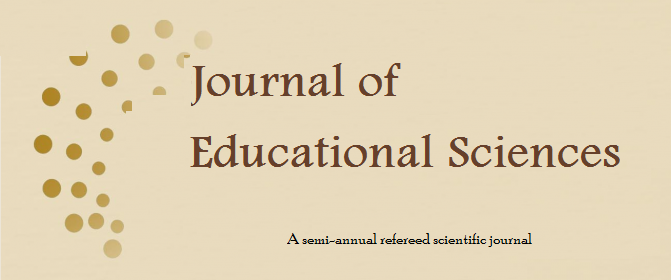 Journal of
Educational Sciences
A semi-annual refereed scientific journal